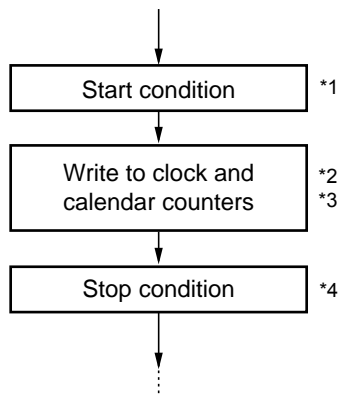 Start condition
*1
Write to clock and
calendar counters
*2
*3
Stop condition
*4